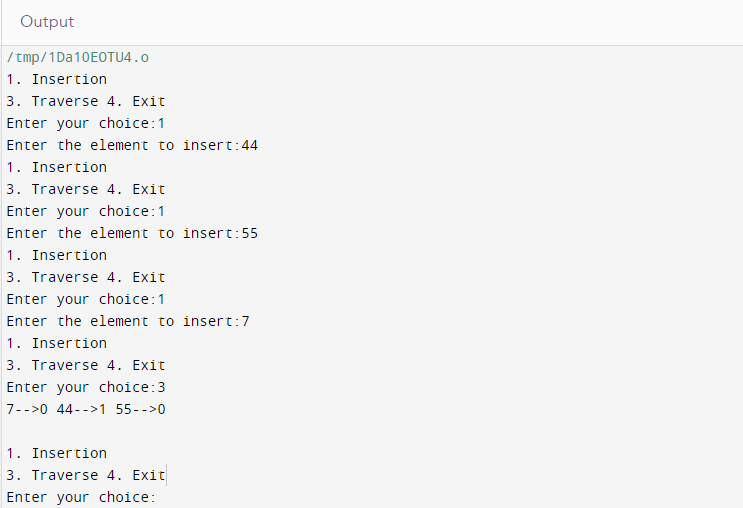 Output
/tmp/1Da1OEOTU4.o
1. Insertion
3. Traverse 4. Exit
Enter your choice:1
Enter the element to insert:44
1. Insertion
3. Traverse 4. Exit
Enter your choice:1
Enter the element to insert:55
1. Insertion
3. Traverse 4. Exit
Enter your choice:1
Enter the element to insert:7
1. Insertion
3. Traverse 4. Exit
Enter your choice:3
7-->0 44-->1 55-->0
1. Insertion
3. Traverse 4. Exit
Enter your choice: